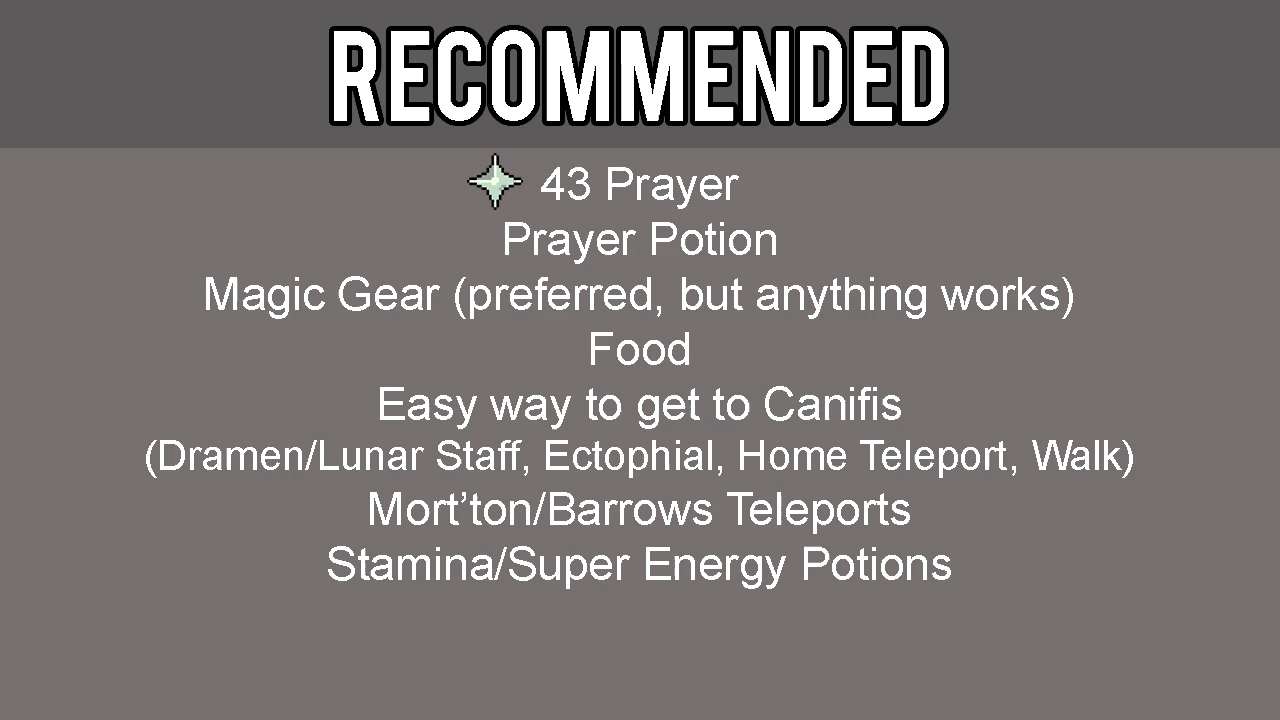 RECOMMENDED
43 Prayer
Prayer Potion
Magic Gear (preferred, but anything works)
Food
Easy way to get to Canifis
(Dramen/Lunar Staff, Ectophial, Home Teleport, Walk)
Mort’ton/Barrows Teleports
Stamina/Super Energy Potions